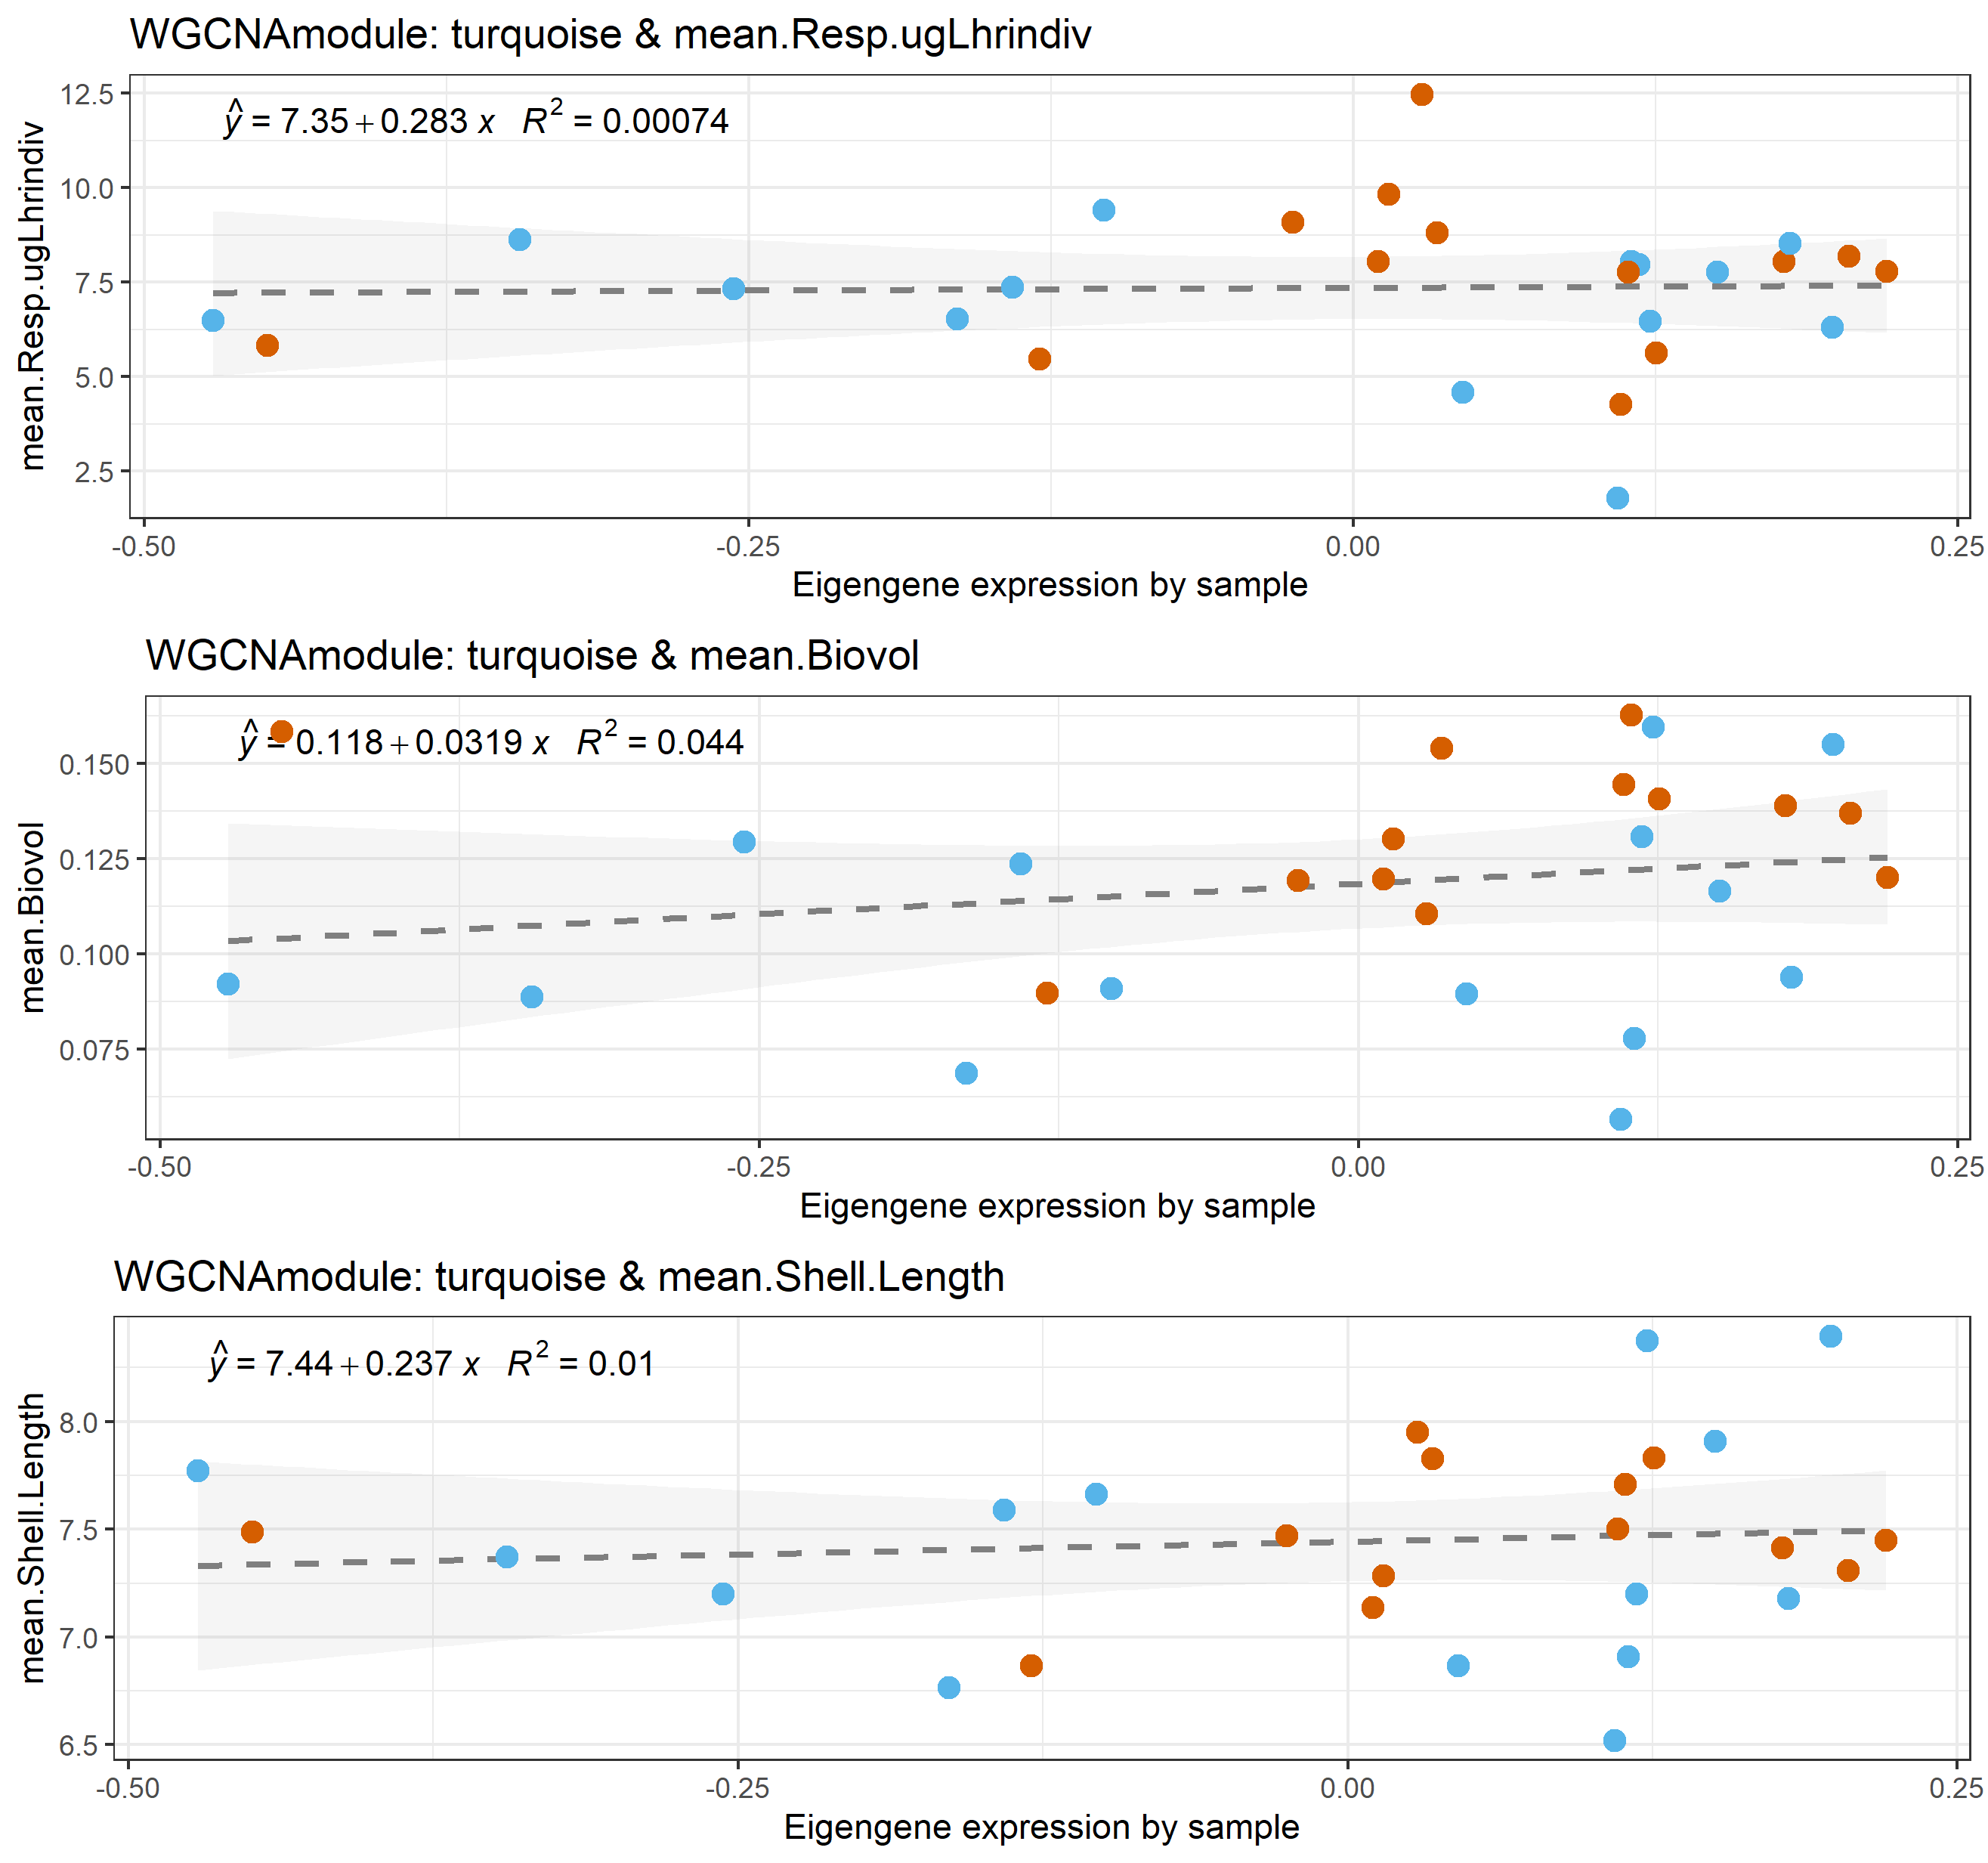 WGCNAmodule: turquoise & mean.Resp.ugLhrindiv
ŷ = 7.35 + 0.283 x R² = 0.00074
mean.Resp.ugLhrindiv
12.5
10.0
7.5
5.0
2.5
-0.50 -0.25 0.00 0.25
Eigengene expression by sample
WGCNAmodule: turquoise & mean.Biovol
ŷ = 0.118 + 0.0319 x R² = 0.044
mean.Biovol
0.150
0.125
0.100
0.075
-0.50 -0.25 0.00 0.25
Eigengene expression by sample
WGCNAmodule: turquoise & mean.Shell.Length
ŷ = 7.44 + 0.237 x R² = 0.01
mean.Shell.Length
8.0
7.5
7.0
6.5
-0.50 -0.25 0.00 0.25
Eigengene expression by sample